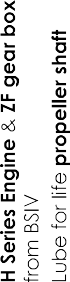 H Series Engine & ZF gear box
from BSIV
Lube for life propeller shaft